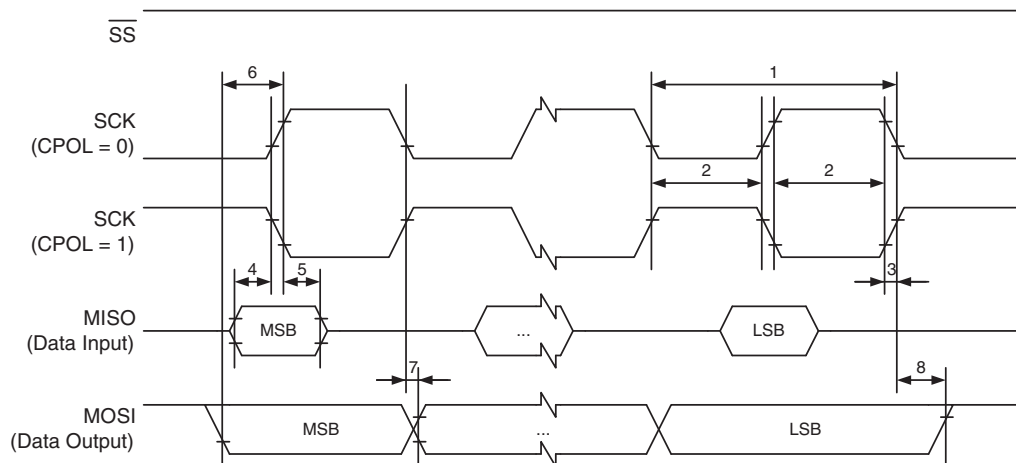 SS
6
1
SCK
(CPOL = 0)
2
2
SCK
(CPOL = 1)
4
5
3
MISO
(Data Input)
MSB
...
LSB
7
8
MOSI
(Data Output)
MSB
...
LSB